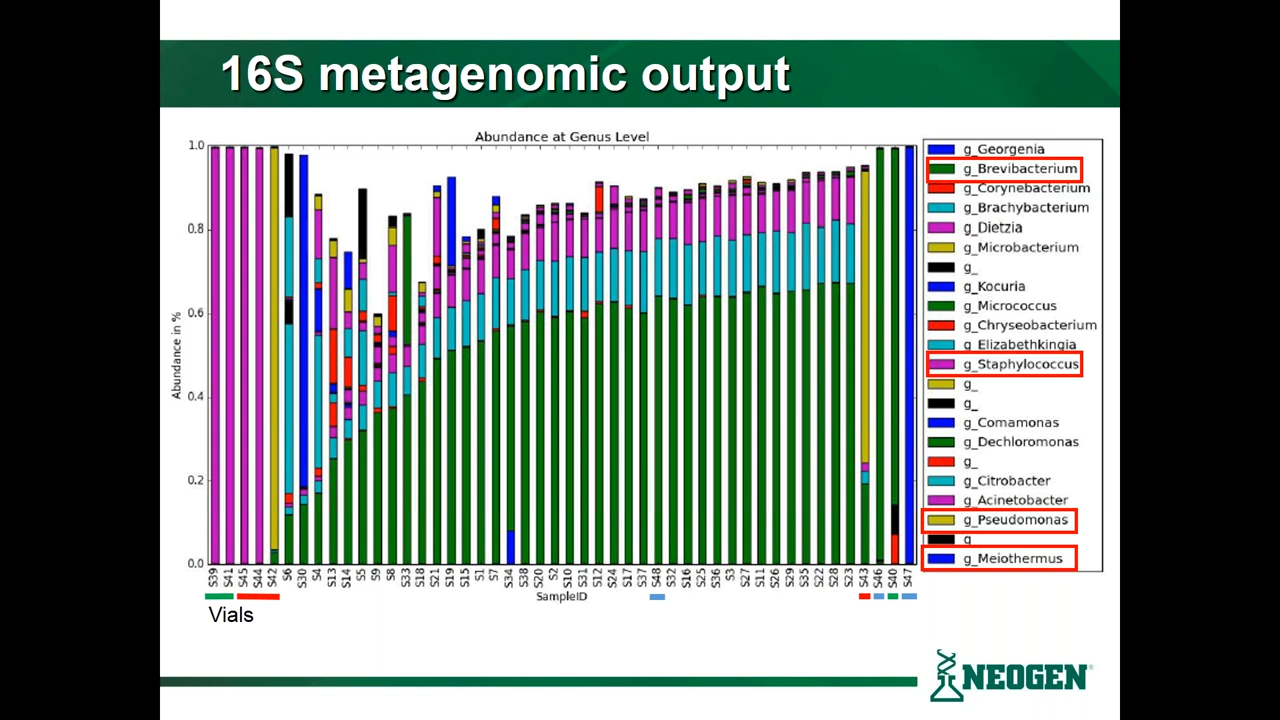 16S metagenomic output
Abundance at Genus Level
Abundance in %
1.0
0.8
0.6
0.4
0.2
0.0
S39 S41 S45 S44 S42 S6 S30 S4 S13 S14 S5 S9 S8 S33 S18 S21 S19 S15 S1 S7 S34 S38 S20 S2 S10 S31 S12 S24 S17 S37 S48 S32 S16 S25 S36 S3 S27 S11 S26 S29 S35 S22 S28 S23 S43 S46 S40 S47
SampleID
Vials
g_Georgenia
g_Brevibacterium
g_Corynebacterium
g_Brachybacterium
g_Dietzia
g_Microbacterium
g_
g_Kocuria
g_Micrococcus
g_Chryseobacterium
g_Elizabethkingia
g_Staphylococcus
g_
g_
g_Comamonas
g_Dechloromonas
g_
g_Citrobacter
g_Acinetobacter
g_Pseudomonas
g_
g_Meiothermus
NEOGEN®